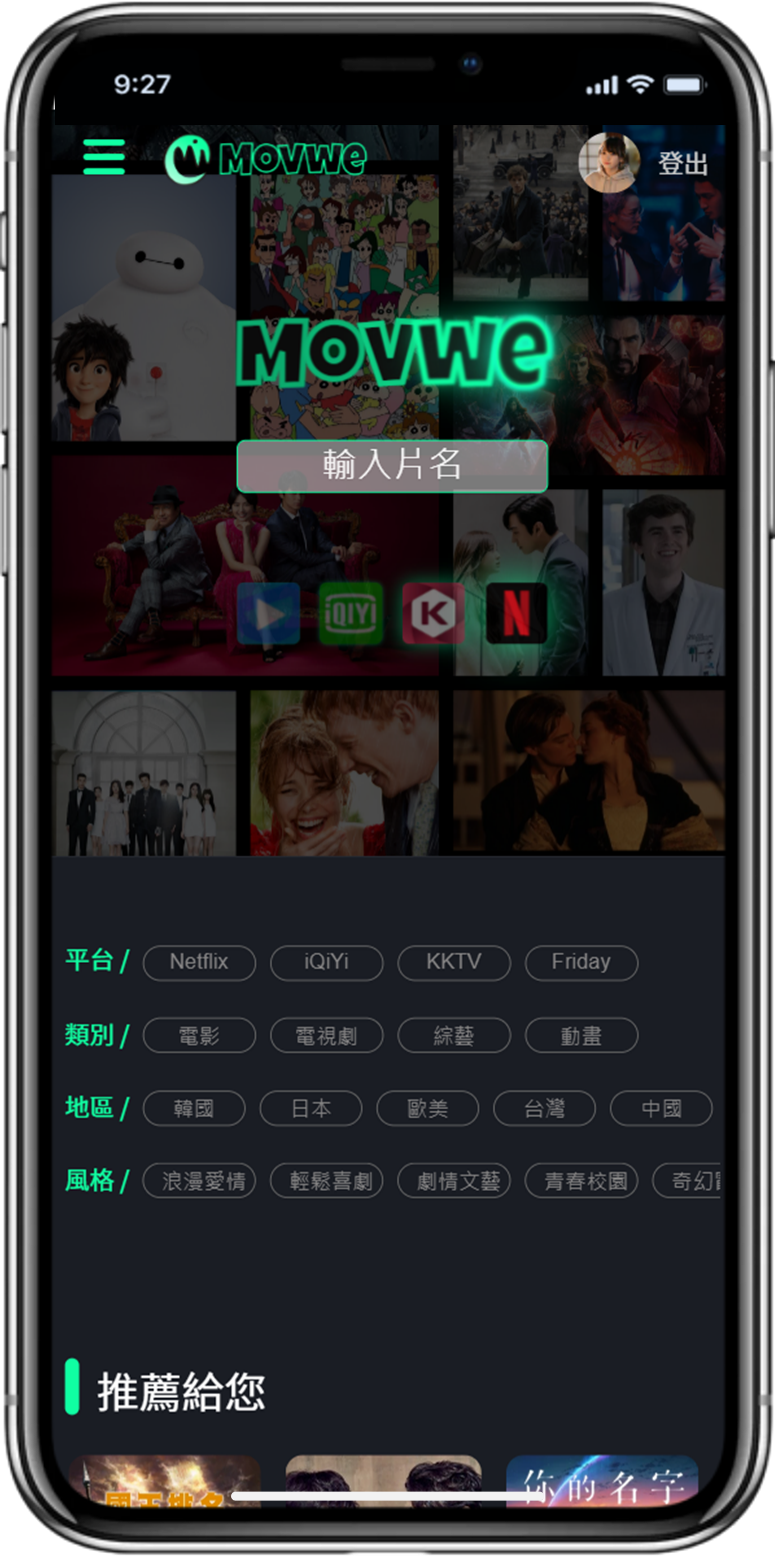 9:27
Movwe
登出
Movwe
輸入片名
iQIYI
K
N
平台 / Netflix iQiYi KKTV Friday
類別 / 電影 電視劇 綜藝 動畫
地區 / 韓國 日本 歐美 台灣 中國
風格 / 浪漫愛情 輕鬆喜劇 劇情文藝 青春校園 奇幻
推薦給您
你的名字